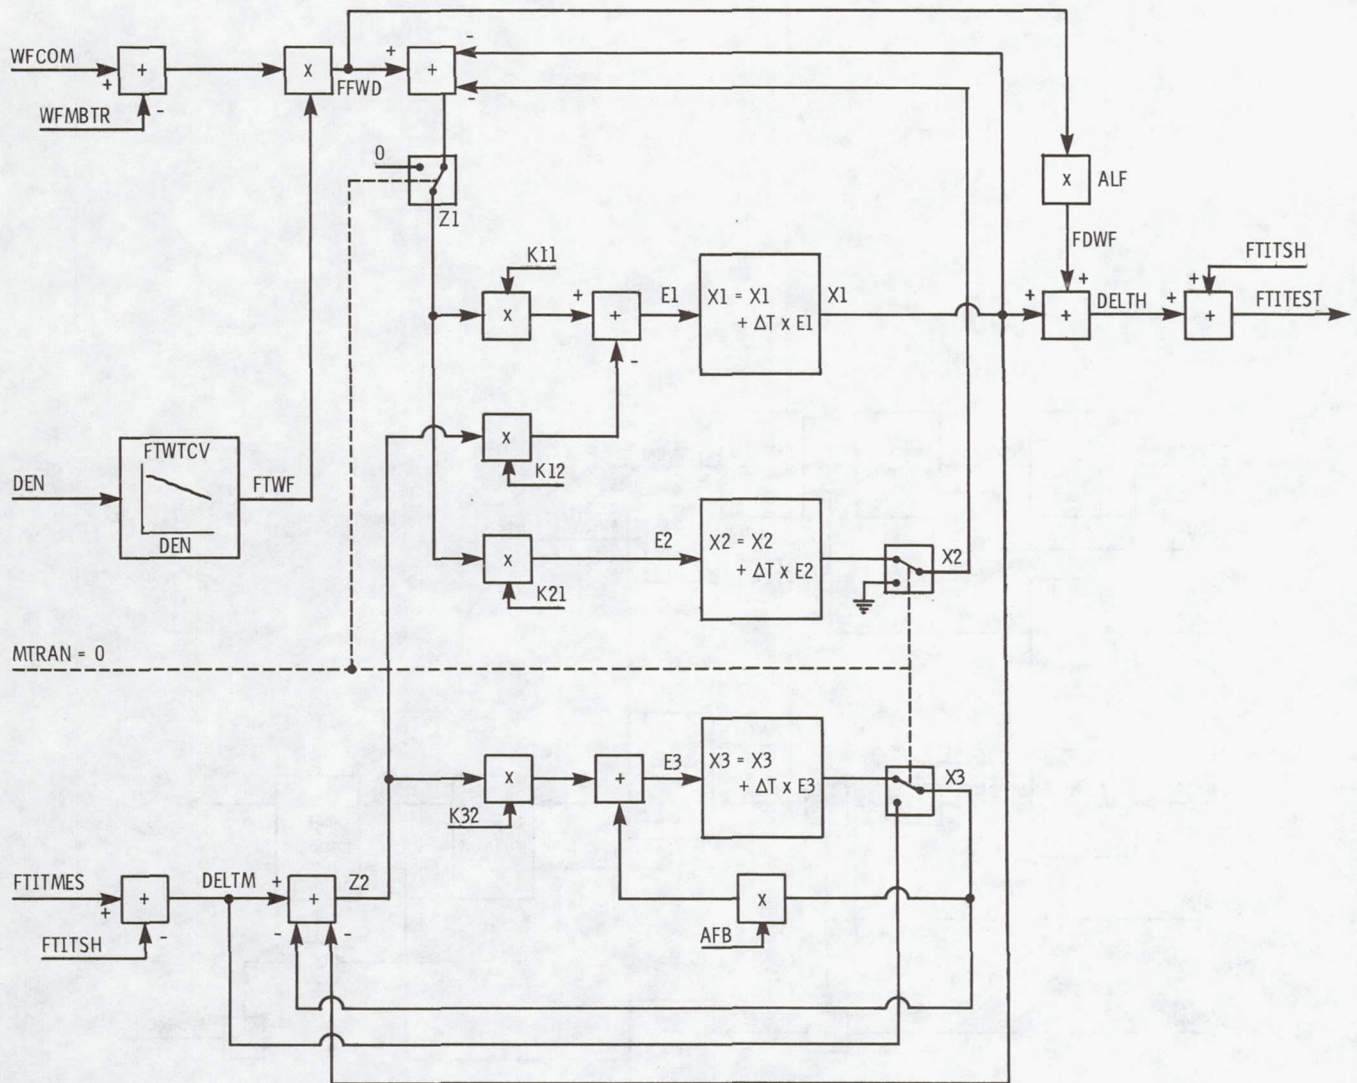 WFCOM
+
+
-
WFMBTR
x
FFWD
+
+
-
-
0
Z1
x
ALF
FDWF
K11
x
+
+
-
E1
X1 = X1
+ ΔT x E1
X1
+
+
+
DELTH
+
+
+
FTITSH
FTITEST
x
K12
DEN
FTWTCV
DEN
FTWF
x
K21
E2
X2 = X2
+ ΔT x E2
X2
MTRAN = 0
x
K32
+
E3
X3 = X3
+ ΔT x E3
X3
x
AFB
FTITMES
+
+
-
FTITSH
DELTM
+
+
-
-
Z2